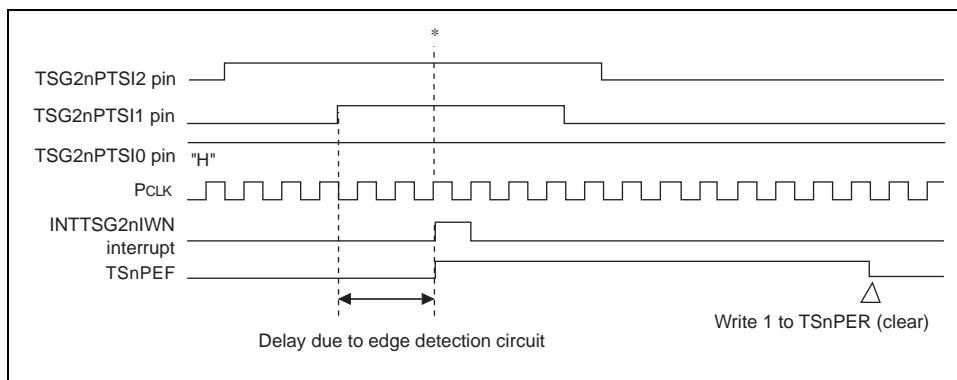 *
TSG2nPTSI2 pin
TSG2nPTSI1 pin
TSG2nPTSI0 pin "H"
PCLK
INTTSG2nIWN
interrupt
TSnPEF
Delay due to edge detection circuit
Write 1 to TSnPER (clear)